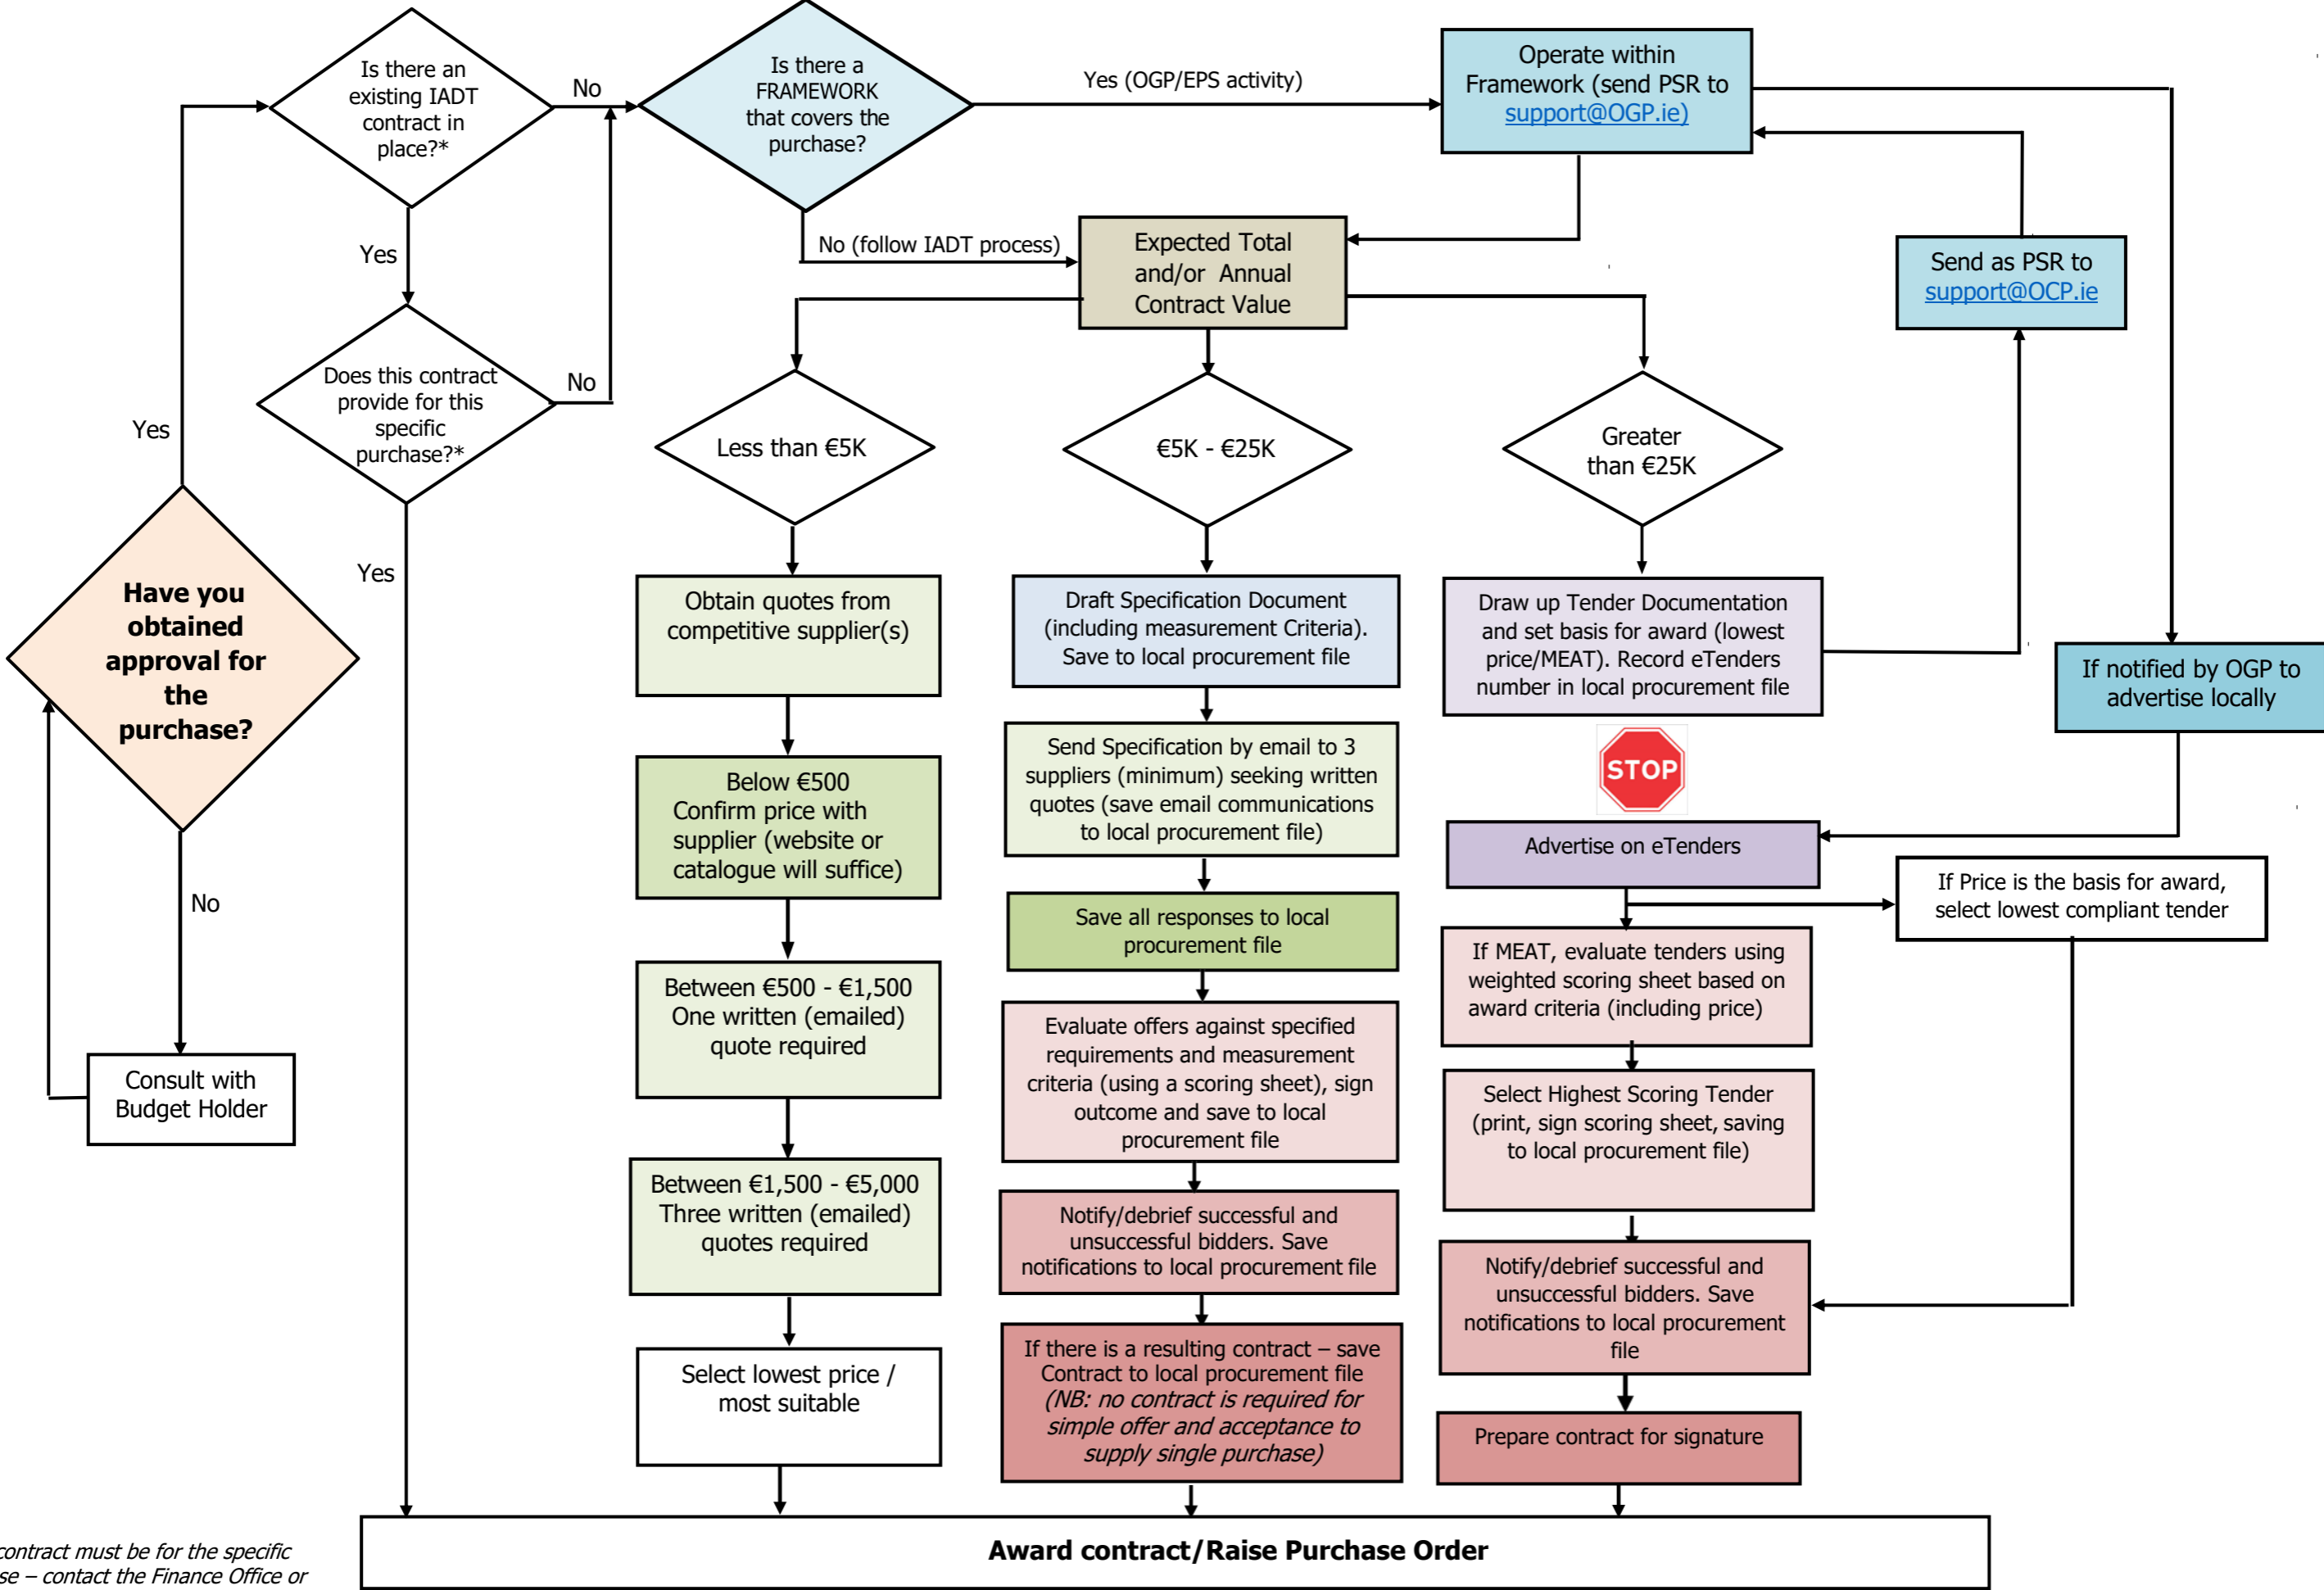 Is there an
existing IADT
contract in
place?*
No
Is there a
FRAMEWORK
that covers the
purchase?
Yes (OGP/EPS activity)
Operate within
Framework (send PSR to
support@OGP.ie)
Yes
No (follow IADT process)
Expected Total
and/or Annual
Contract Value
Send as PSR to
support@OCP.ie
Does this contract
provide for this
specific
purchase?*
No
Yes
Less than €5K
€5K - €25K
Greater
than €25K
Yes
Have you
obtained
approval for
the
purchase?
No
Consult with
Budget Holder
Obtain quotes from
competitive supplier(s)
Below €500
Confirm price with
supplier (website or
catalogue will suffice)
Between €500 - €1,500
One written (emailed)
quote required
Between €1,500 - €5,000
Three written (emailed)
quotes required
Select lowest price /
most suitable
Draft Specification Document
(including measurement Criteria).
Save to local procurement file
Send Specification by email to 3
suppliers (minimum) seeking written
quotes (save email communications
to local procurement file)
Save all responses to local
procurement file
Evaluate offers against specified
requirements and measurement
criteria (using a scoring sheet), sign
outcome and save to local
procurement file
Notify/debrief successful and
unsuccessful bidders. Save
notifications to local procurement file
If there is a resulting contract – save
Contract to local procurement file
(NB: no contract is required for
simple offer and acceptance to
supply single purchase)
Draw up Tender Documentation
and set basis for award (lowest
price/MEAT). Record eTenders
number in local procurement file
STOP
If notified by OGP to
advertise locally
Advertise on eTenders
If Price is the basis for award,
select lowest compliant tender
If MEAT, evaluate tenders using
weighted scoring sheet based on
award criteria (including price)
Select Highest Scoring Tender
(print, sign scoring sheet, saving
to local procurement file)
Notify/debrief successful and
unsuccessful bidders. Save
notifications to local procurement
file
Prepare contract for signature
Award contract/Raise Purchase Order
contract must be for the specific
se – contact the Finance Office or